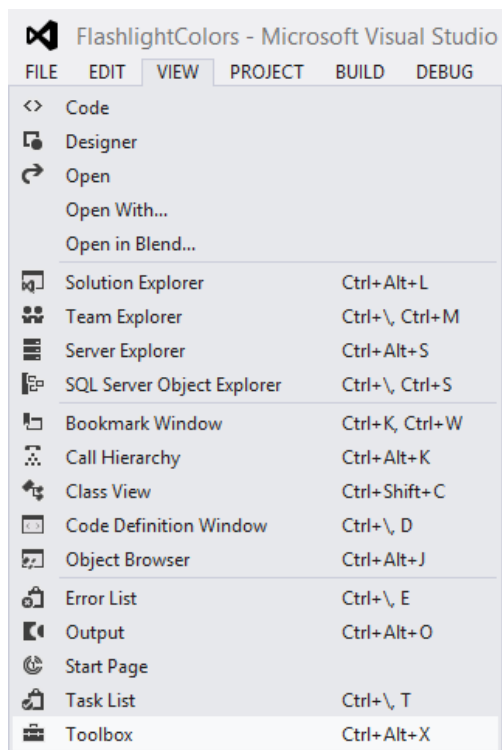 FlashlightColors - Microsoft Visual Studio
FILE EDIT VIEW PROJECT BUILD DEBUG
Code
Designer
Open
Open With...
Open in Blend...
Solution Explorer Ctrl+Alt+L
Team Explorer Ctrl+\, Ctrl+M
Server Explorer Ctrl+Alt+S
SQL Server Object Explorer Ctrl+\, Ctrl+S
Bookmark Window Ctrl+K, Ctrl+W
Call Hierarchy Ctrl+Alt+K
Class View Ctrl+Shift+C
Code Definition Window Ctrl+\, D
Object Browser Ctrl+Alt+J
Error List Ctrl+\, E
Output Ctrl+Alt+O
Start Page
Task List Ctrl+\, T
Toolbox Ctrl+Alt+X